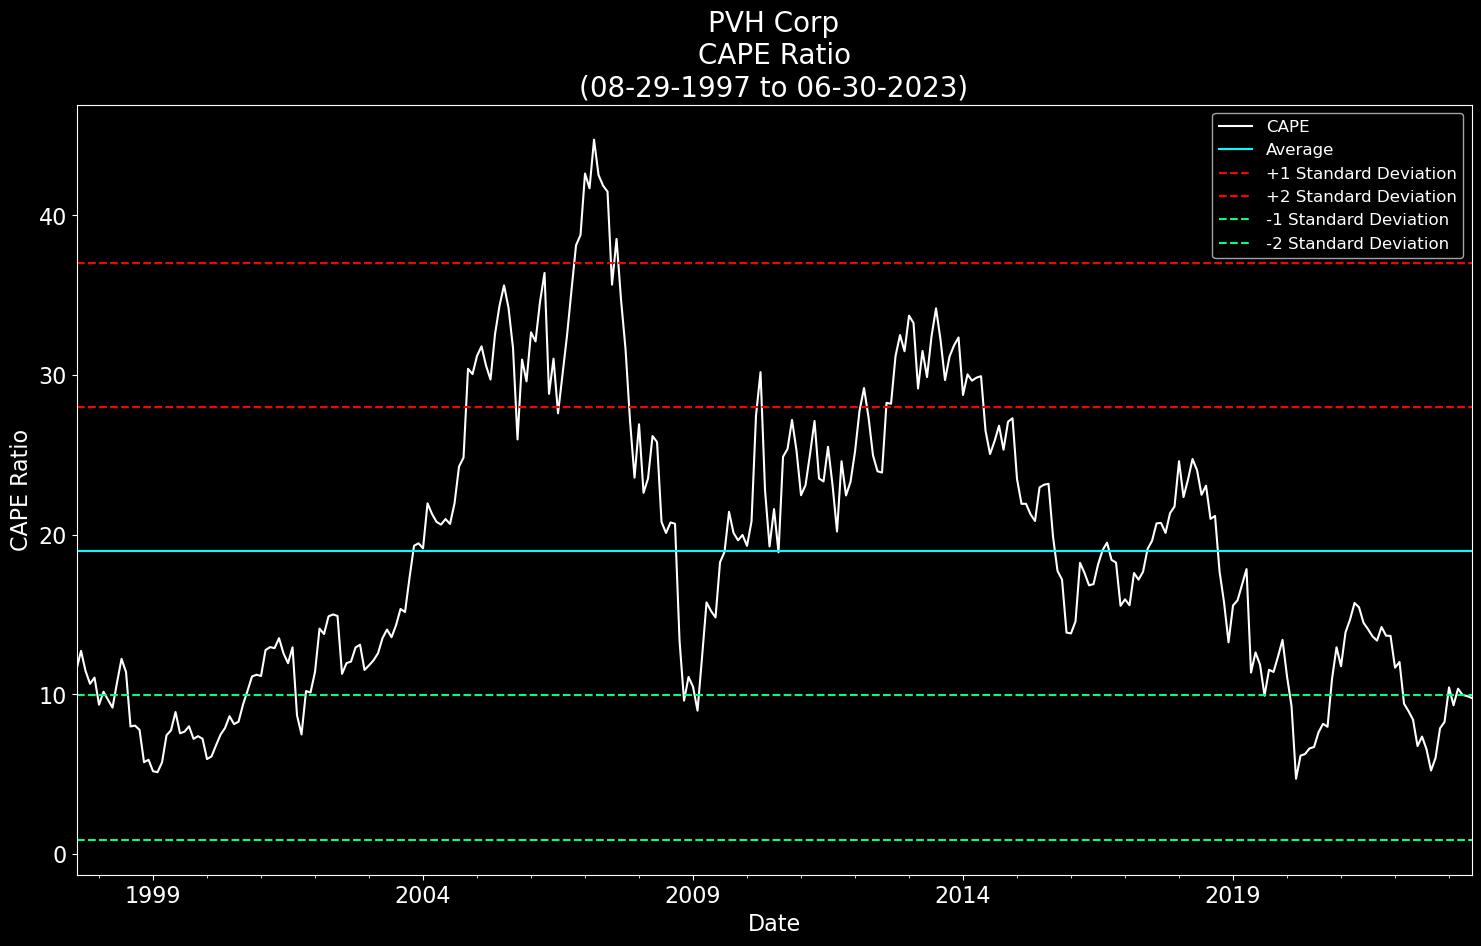 PVH Corp
CAPE Ratio
(08-29-1997 to 06-30-2023)
CAPE
Average
+1 Standard Deviation
+2 Standard Deviation
-1 Standard Deviation
-2 Standard Deviation
CAPE Ratio
40
30
20
10
0
1999 2004 2009 2014 2019
Date